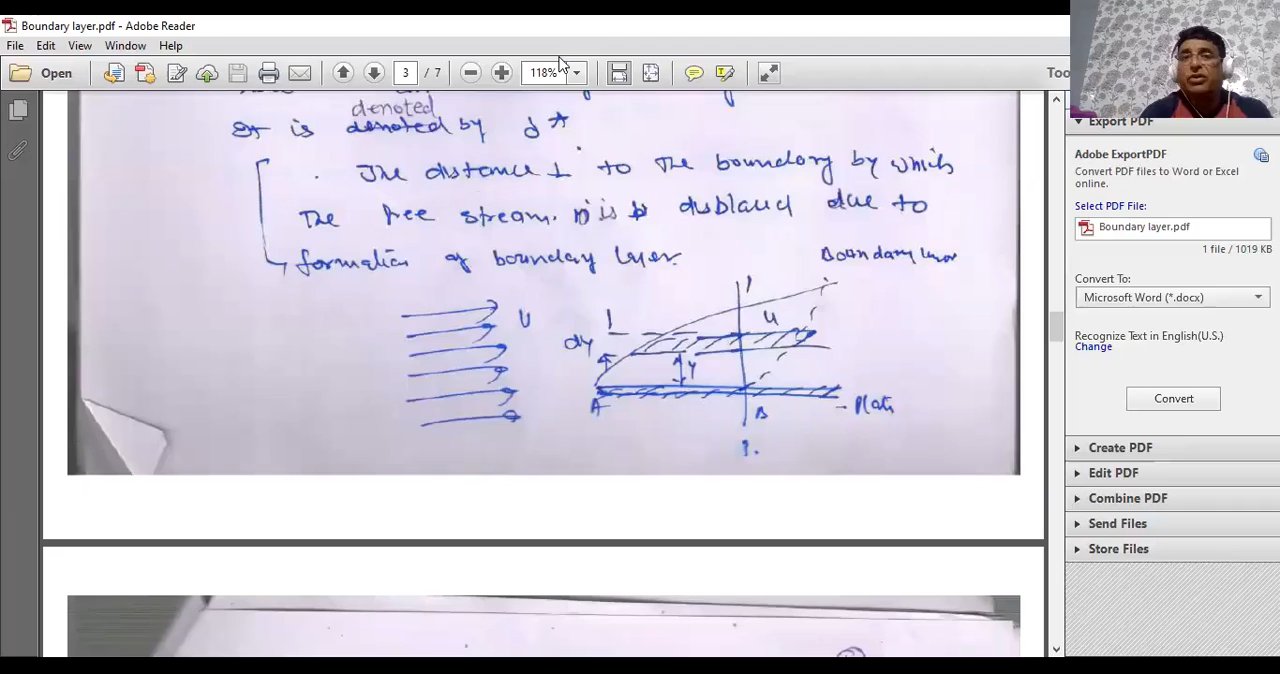 Boundary layer.pdf - Adobe Reader
File Edit View Window Help
Open 3 / 7 118% Too
Export PDF
Adobe ExportPDF
Convert PDF files to Word or Excel
online.
Select PDF File:
Boundary layer.pdf
1 file / 1019 KB
Convert To:
Microsoft Word (*.docx)
Recognize Text in English(U.S.)
Change
Convert
Create PDF
Edit PDF
Combine PDF
Send Files
Store Files
denoted
It is denoted by δ*
The distance ⊥ to the boundary by which
The free stream is displaced due to
formation of boundary layer.
Boundary layer
U
u
dy
y
A
B
Plate